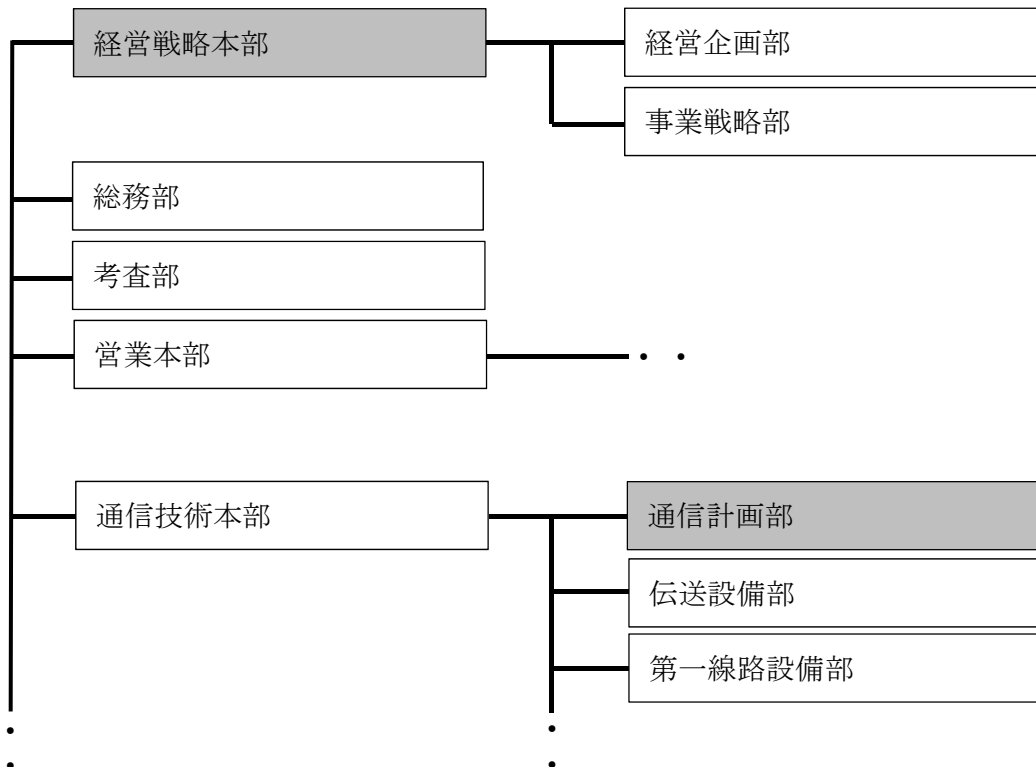 経営戦略本部
経営企画部
事業戦略部
総務部
考査部
営業本部
・ ・
通信技術本部
通信計画部
伝送設備部
第一線路設備部
・ ・
・ ・